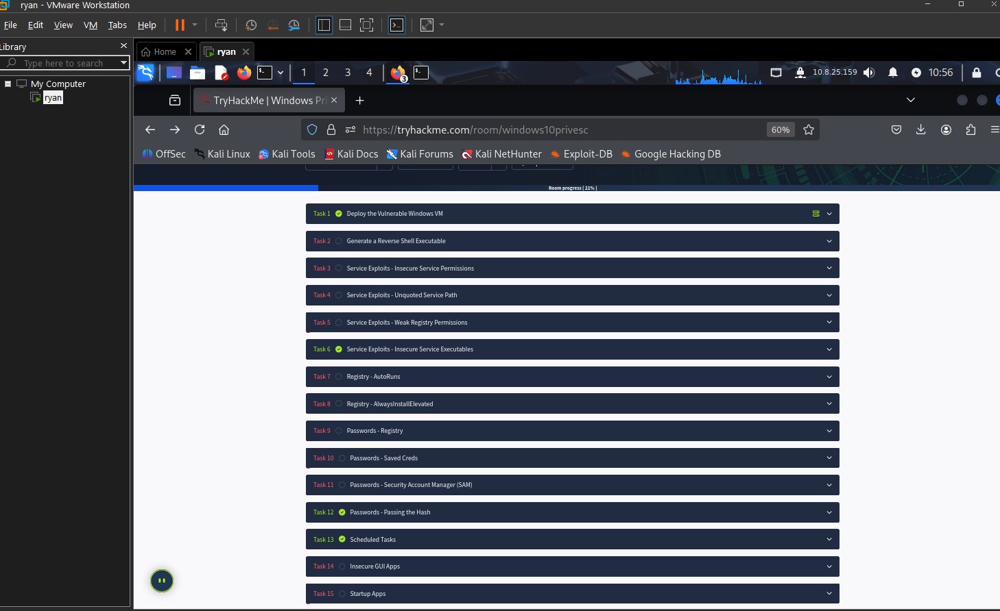 ryan - VMware Workstation
File Edit View VM Tabs Help
Library
Type here to search
My Computer
ryan
Home
ryan
1 2 3 4
3
10.8.25.159
10:56
TryHackMe | Windows Pri
https://tryhackme.com/room/windows10privesc
60%
OffSec Kali Linux Kali Tools Kali Docs Kali Forums Kali NetHunter Exploit-DB Google Hacking DB
Room progress ( 21% )
Task 1 Deploy the Vulnerable Windows VM
Task 2 Generate a Reverse Shell Executable
Task 3 Service Exploits - Insecure Service Permissions
Task 4 Service Exploits - Unquoted Service Path
Task 5 Service Exploits - Weak Registry Permissions
Task 6 Service Exploits - Insecure Service Executables
Task 7 Registry - AutoRuns
Task 8 Registry - AlwaysInstallElevated
Task 9 Passwords - Registry
Task 10 Passwords - Saved Creds
Task 11 Passwords - Security Account Manager (SAM)
Task 12 Passwords - Passing the Hash
Task 13 Scheduled Tasks
Task 14 Insecure GUI Apps
Task 15 Startup Apps